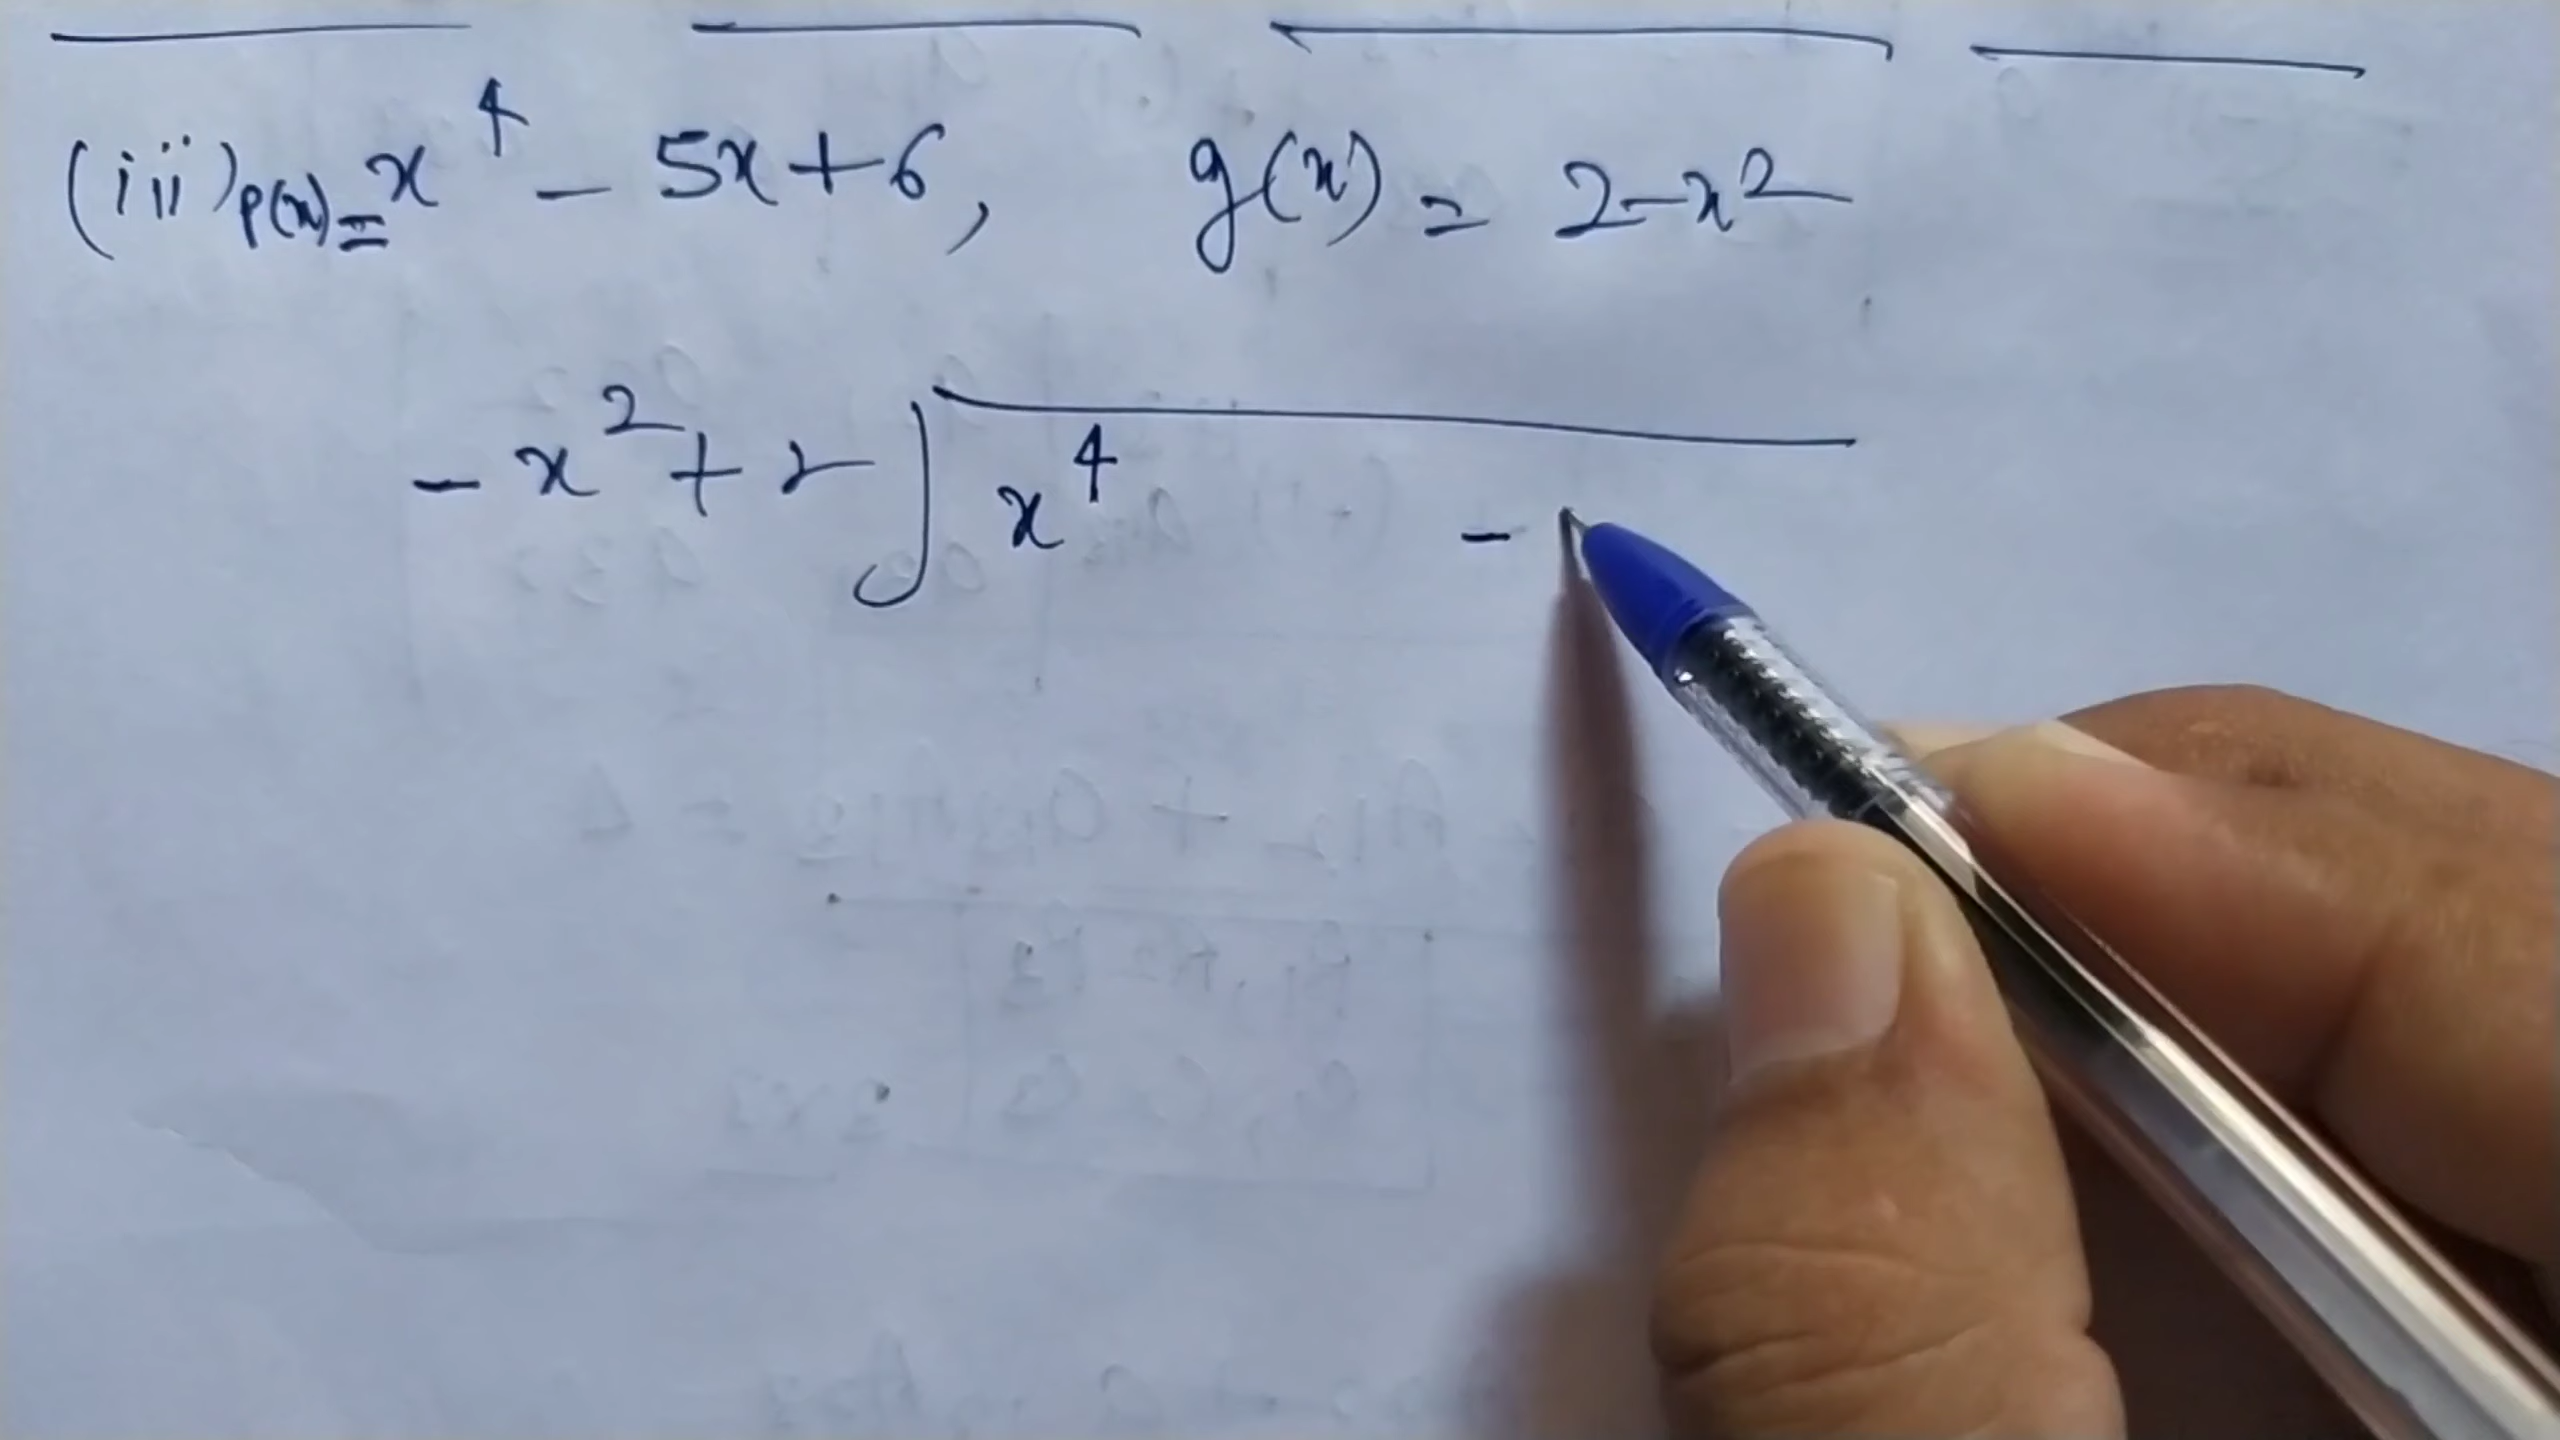 (iii) p(x) = x⁴ - 5x + 6, g(x) = 2 - x²
- x² + 2 ) x⁴ -